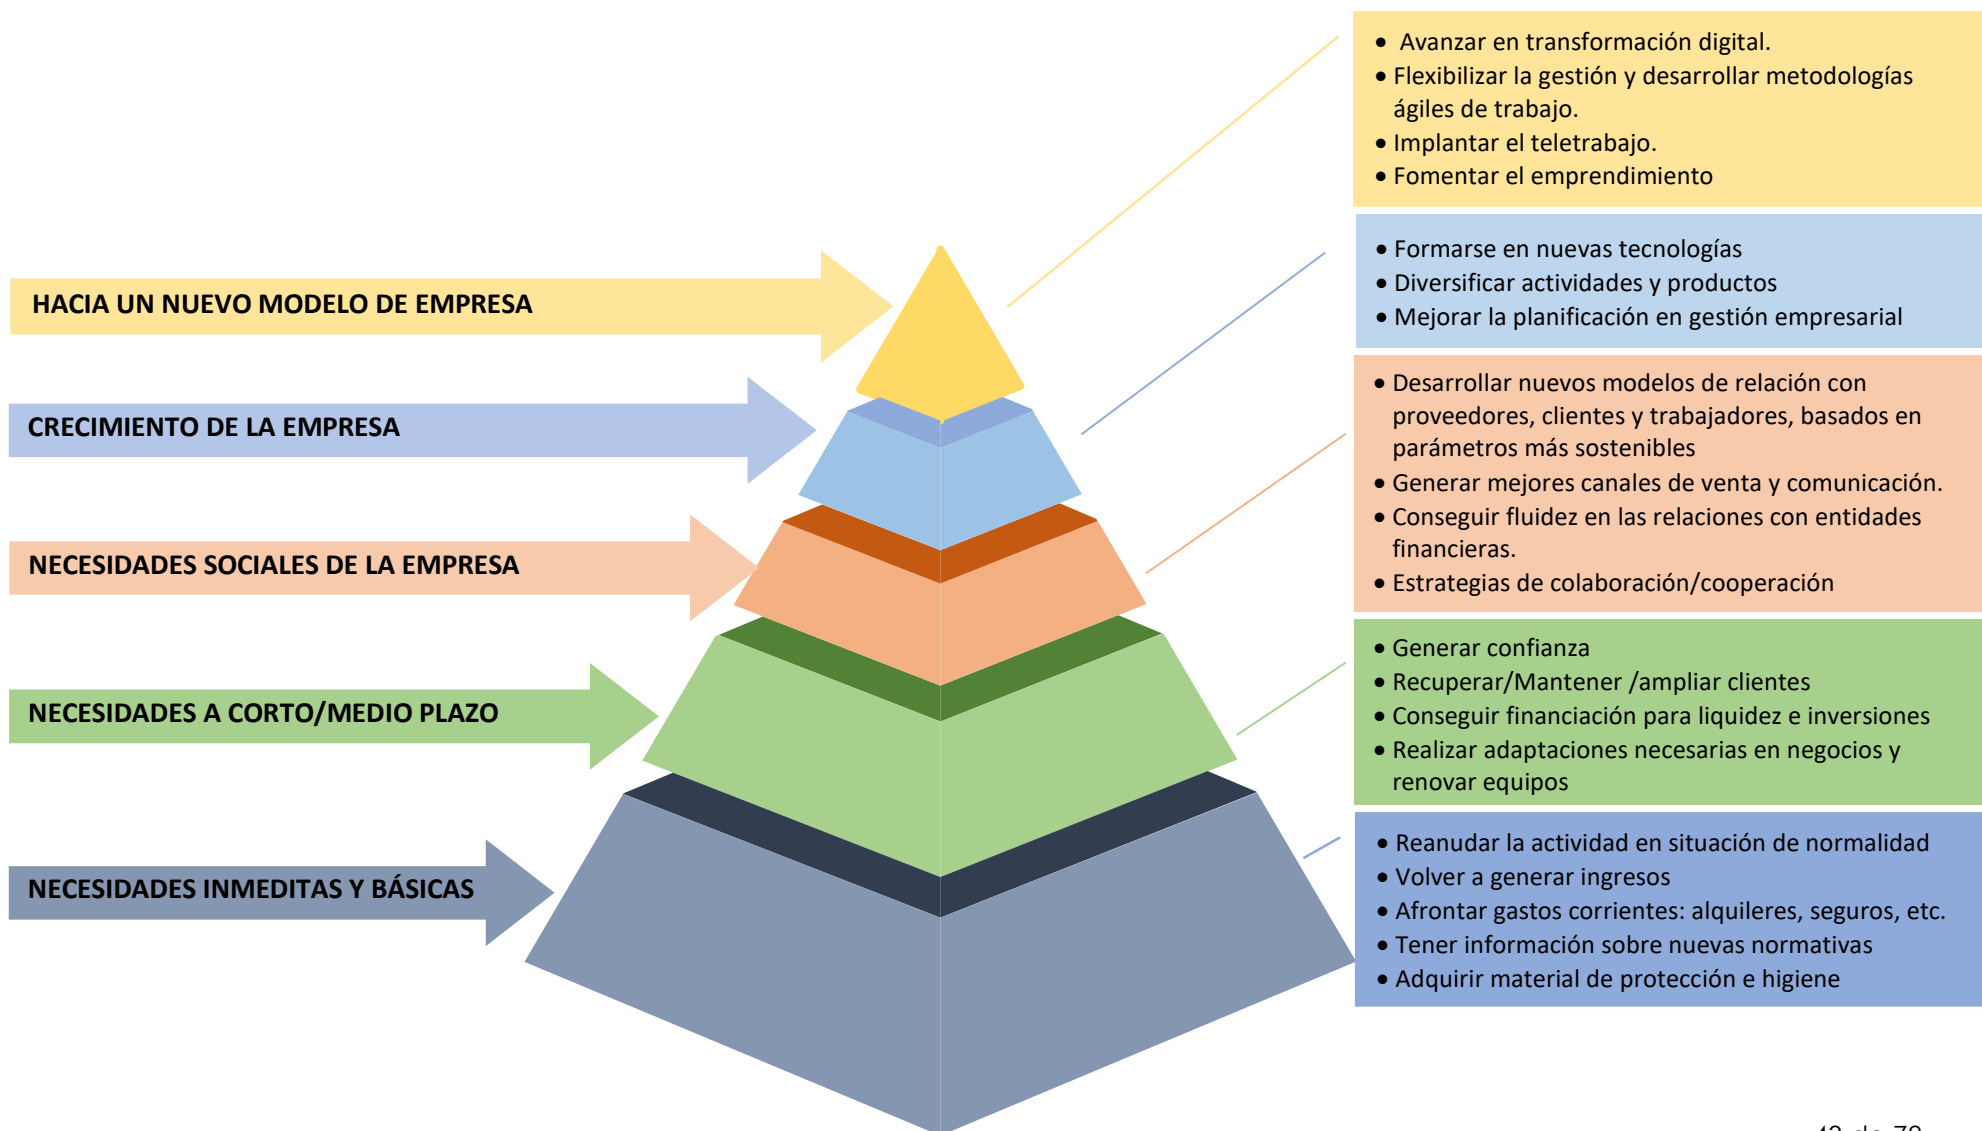 • Avanzar en transformación digital.
• Flexibilizar la gestión y desarrollar metodologías
ágiles de trabajo.
• Implantar el teletrabajo.
• Fomentar el emprendimiento
HACIA UN NUEVO MODELO DE EMPRESA
• Formarse en nuevas tecnologías
• Diversificar actividades y productos
• Mejorar la planificación en gestión empresarial
CRECIMIENTO DE LA EMPRESA
• Desarrollar nuevos modelos de relación con
proveedores, clientes y trabajadores, basados en
parámetros más sostenibles
• Generar mejores canales de venta y comunicación.
• Conseguir fluidez en las relaciones con entidades
financieras.
• Estrategias de colaboración/cooperación
NECESIDADES SOCIALES DE LA EMPRESA
• Generar confianza
• Recuperar/Mantener /ampliar clientes
• Conseguir financiación para liquidez e inversiones
• Realizar adaptaciones necesarias en negocios y
renovar equipos
NECESIDADES A CORTO/MEDIO PLAZO
• Reanudar la actividad en situación de normalidad
• Volver a generar ingresos
• Afrontar gastos corrientes: alquileres, seguros, etc.
• Tener información sobre nuevas normativas
• Adquirir material de protección e higiene
NECESIDADES INMEDITAS Y BÁSICAS